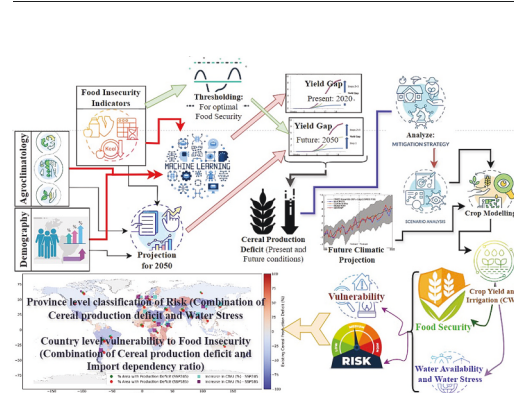 Food Insecurity
Indicators
Thresholding:
For optimal
Food Security
Yield Gap
Present: 2020
Yield Gap
Future: 2050
Analyze:
MITIGATION STRATEGY
Agroclimatology
MACHINE LEARNING
SCENARIO ANALYSIS
Crop Modelling
Demography
Projection
for 2050
Cereal Production
Deficit (Present and
Future conditions)
Future Climatic
Projection
Crop Yield and
Irrigation (CW
Province level classification of Risk (Combination of
Cereal production deficit and Water Stress
Country level vulnerability to Food Insecurity
(Combination of Cereal production deficit and
Import dependency ratio)
Vulnerability
RISK
Food Security
Water Availability
and Water Stress